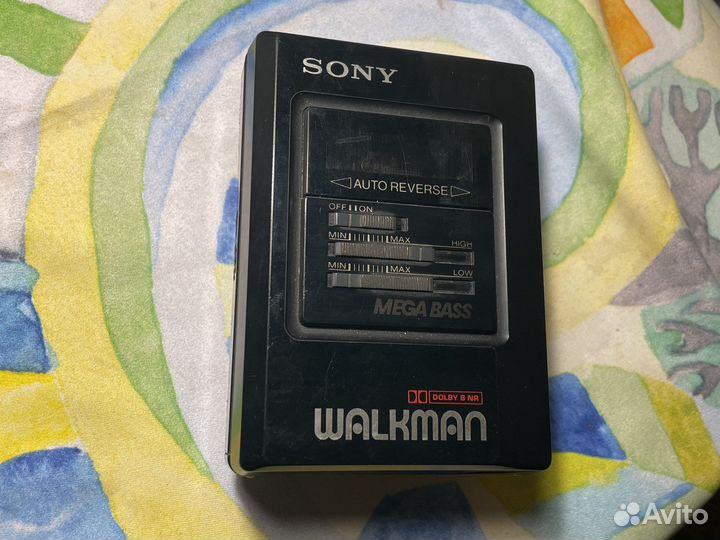 SONY
◁ AUTO REVERSE ▷
OFF ON
MIN MAX HIGH
MIN MAX LOW
MEGA BASS
DOLBY B NR
WALKMAN
Avito